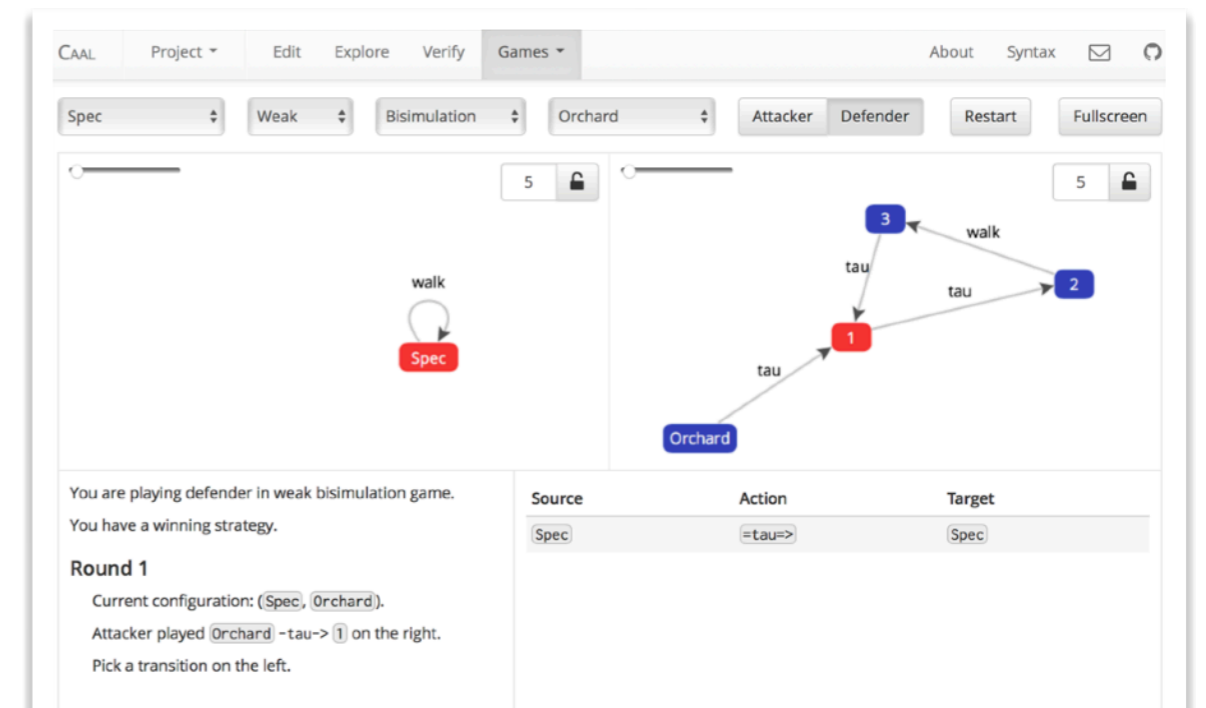 CAAL Project Edit Explore Verify Games About Syntax
Spec Weak Bisimulation Orchard Attacker Defender Restart Fullscreen
5
walk
Spec
5
3
walk
tau
2
tau
1
tau
Orchard
You are playing defender in weak bisimulation game.
You have a winning strategy.
Round 1
Current configuration: (Spec, Orchard).
Attacker played Orchard -tau-> 1 on the right.
Pick a transition on the left.
Source Action Target
Spec =tau=> Spec